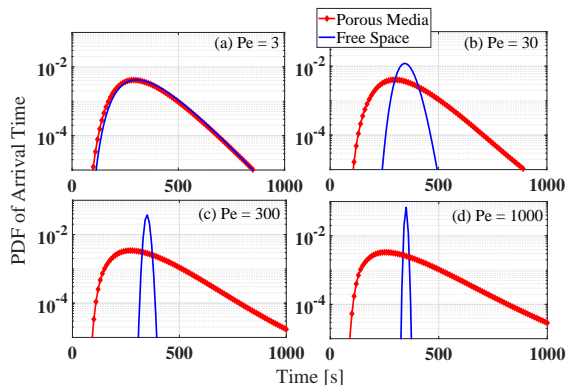 Porous Media
Free Space
(a) Pe = 3
(b) Pe = 30
10^-2
10^-4
10^-2
10^-4
0 500 1000
0 500 1000
(c) Pe = 300
(d) Pe = 1000
10^-2
10^-4
10^-2
10^-4
0 500 1000
0 500 1000
PDF of Arrival Time
Time [s]